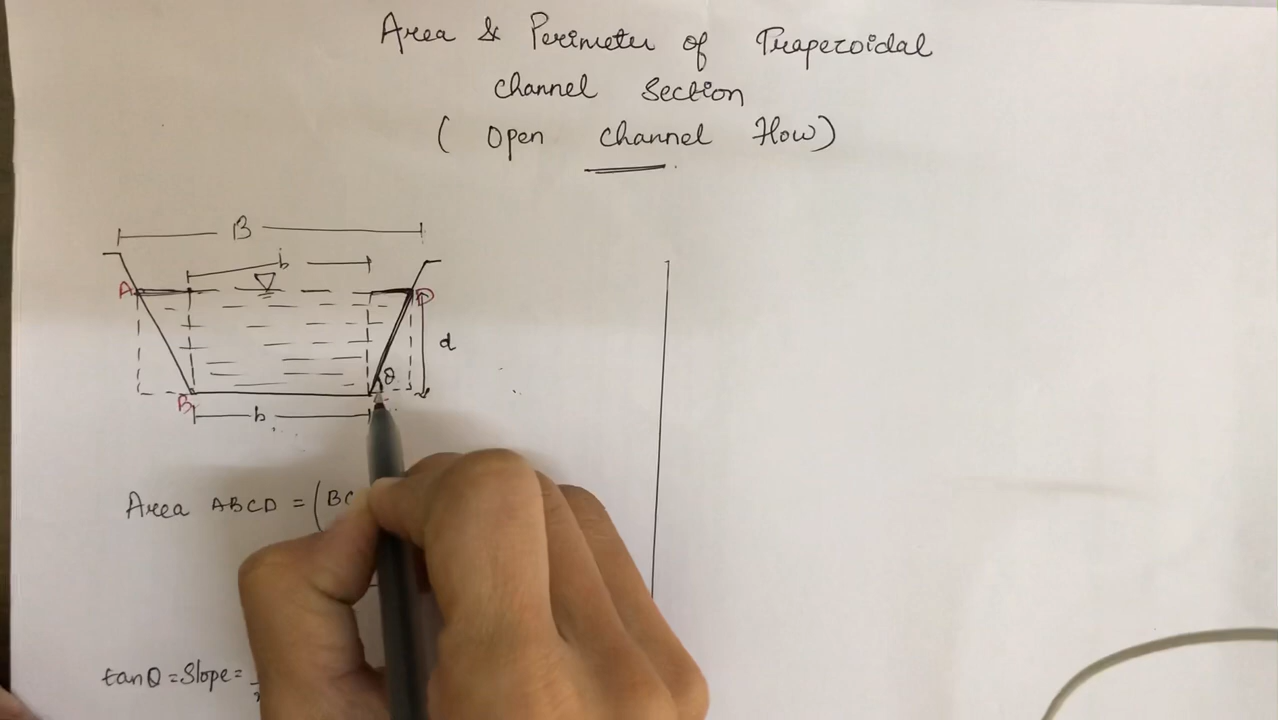 Area & Perimeter of Trapezoidal
channel Section
( Open channel Flow)
B
b
A
D
d
θ
B
b
Area ABCD = (BC
tanθ = Slope =